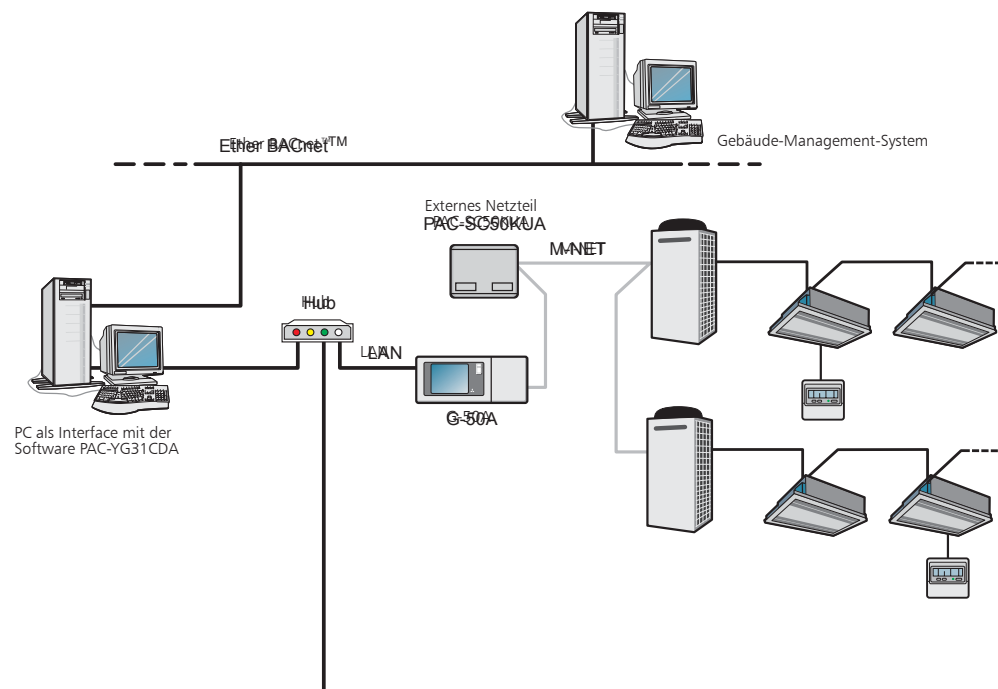 Ether BACnet™
Gebäude-Management-System
Externes Netzteil
PAC-SC50KUA
M-NET
Hub
LAN
G-50A
PC als Interface mit der
Software PAC-YG31CDA